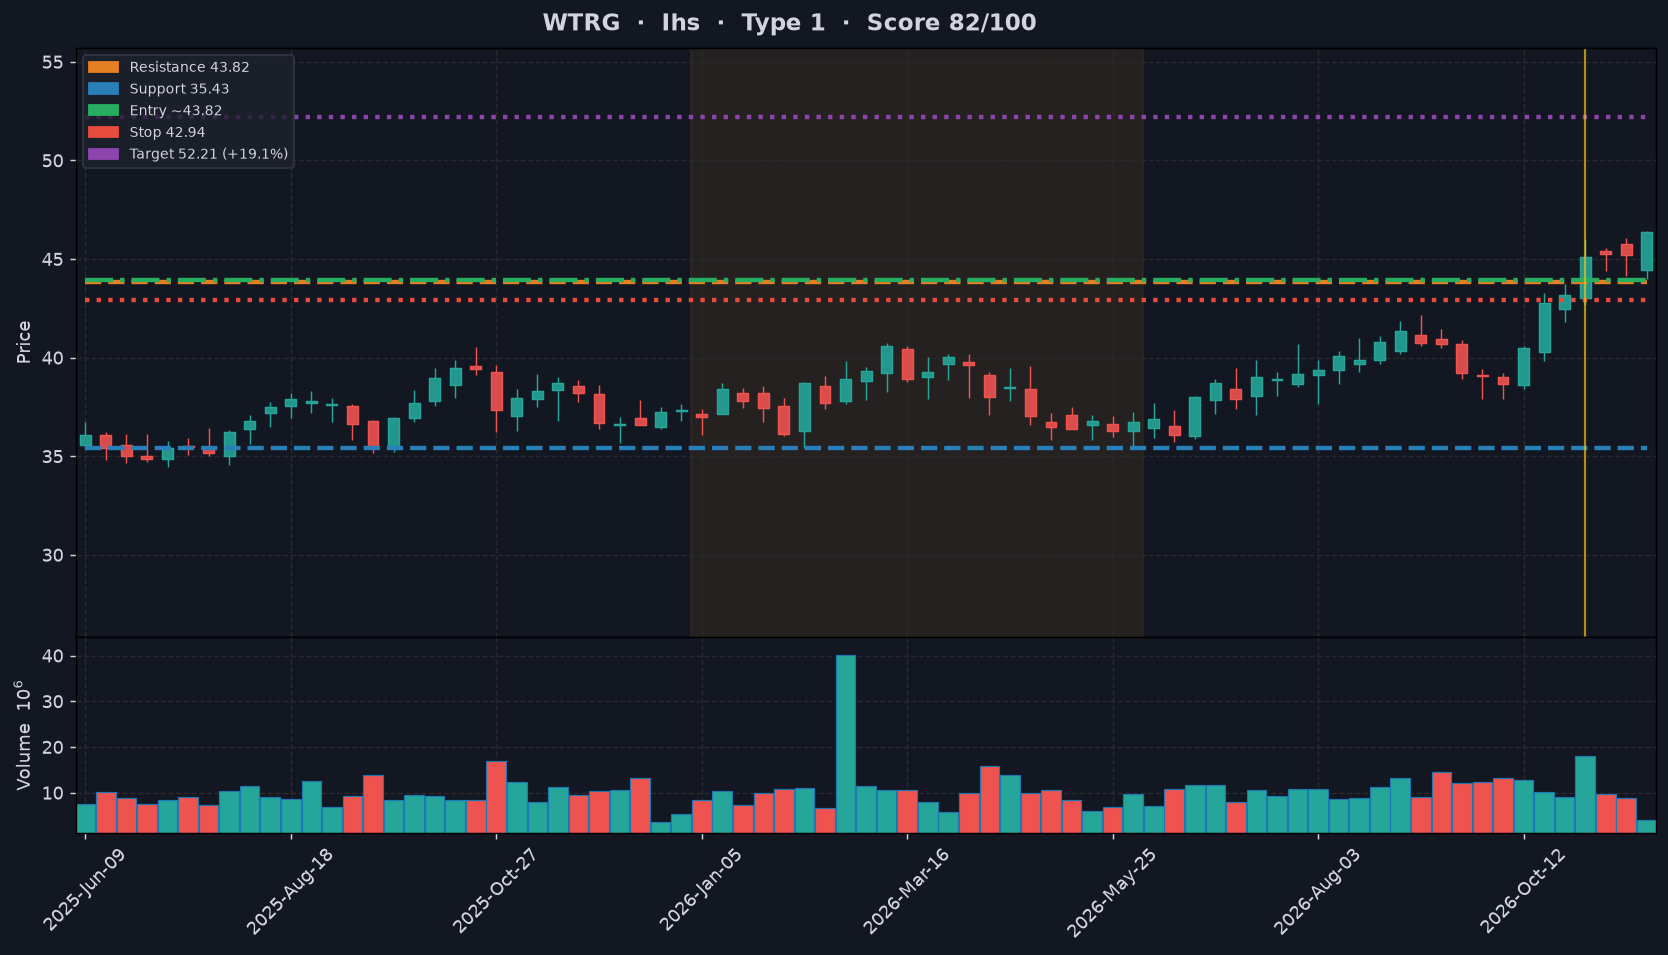 WTRG · Ihs · Type 1 · Score 82/100
Resistance 43.82
Support 35.43
Entry ~43.82
Stop 42.94
Target 52.21 (+19.1%)
Price
55
50
45
40
35
30
Volume 10⁶
40
30
20
10
2025-Jun-09
2025-Aug-18
2025-Oct-27
2026-Jan-05
2026-Mar-16
2026-May-25
2026-Aug-03
2026-Oct-12